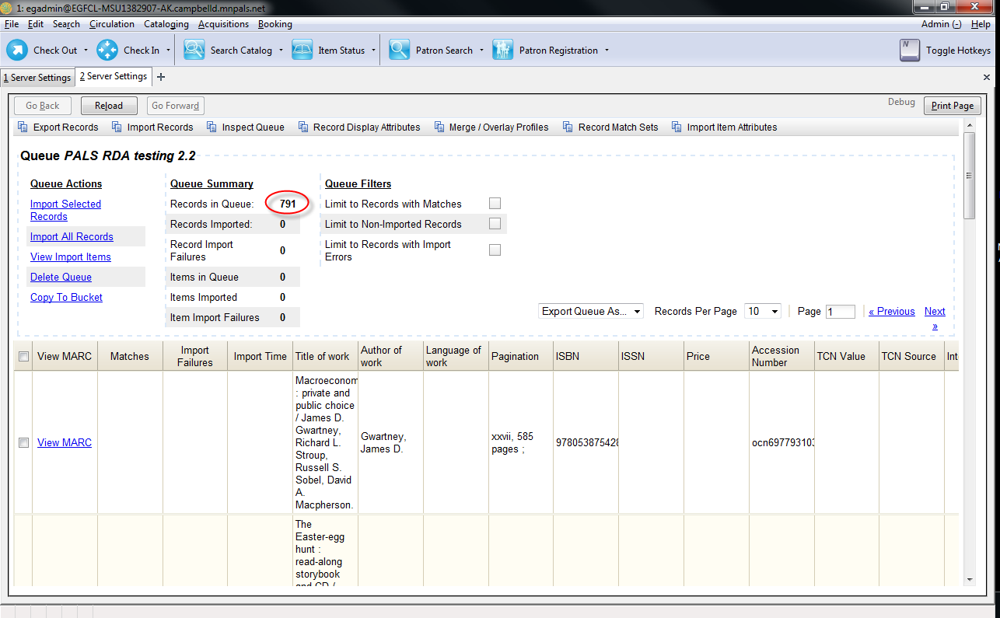 1: egadmin@EGFCL-MSU1382907-AK.campbelld.mnpals.net
File Edit Search Circulation Cataloging Acquisitions Booking Admin (-) Help
Check Out Check In Search Catalog Item Status Patron Search Patron Registration N Toggle Hotkeys
1 Server Settings 2 Server Settings +
Go Back Reload Go Forward Debug Print Page
Export Records Import Records Inspect Queue Record Display Attributes Merge / Overlay Profiles Record Match Sets Import Item Attributes
Queue PALS RDA testing 2.2
Queue Actions
Import Selected
Records
Import All Records
View Import Items
Delete Queue
Copy To Bucket
Queue Summary
Records in Queue: 791
Records Imported: 0
Record Import
Failures 0
Items in Queue 0
Items Imported 0
Item Import Failures 0
Queue Filters
Limit to Records with Matches
Limit to Non-Imported Records
Limit to Records with Import
Errors
Export Queue As... Records Per Page 10 Page 1 « Previous Next
»
View MARC Matches Import
Failures Import Time Title of work Author of
work Language of
work Pagination ISBN ISSN Price Accession
Number TCN Value TCN Source Int
View MARC
Macroeconom
: private and
public choice
/ James D.
Gwartney,
Richard L.
Stroup,
Russell S.
Sobel, David
A.
Macpherson.
Gwartney,
James D.
xxvii, 585
pages ;
978053875428
ocn697793103
The
Easter-egg
hunt :
read-along
storybook
and CD /